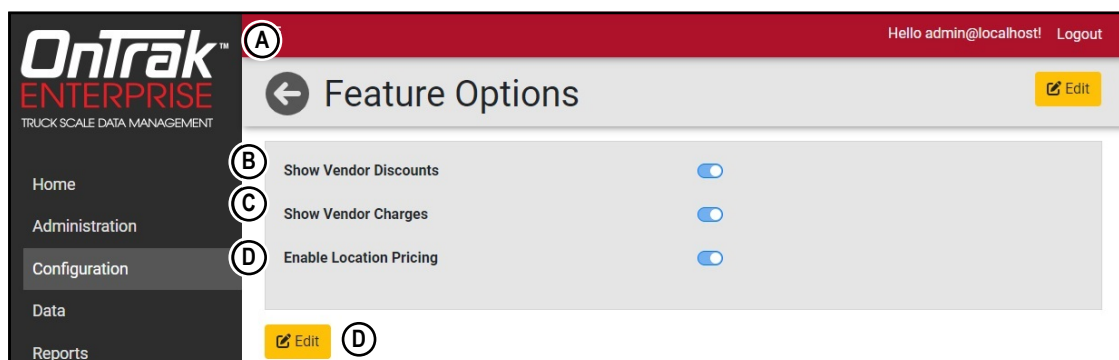 OnTrak™
ENTERPRISE
TRUCK SCALE DATA MANAGEMENT
Home
Administration
Configuration
Data
Reports
A
Hello admin@localhost! Logout
Feature Options
Edit
B
Show Vendor Discounts
C
Show Vendor Charges
D
Enable Location Pricing
Edit
D